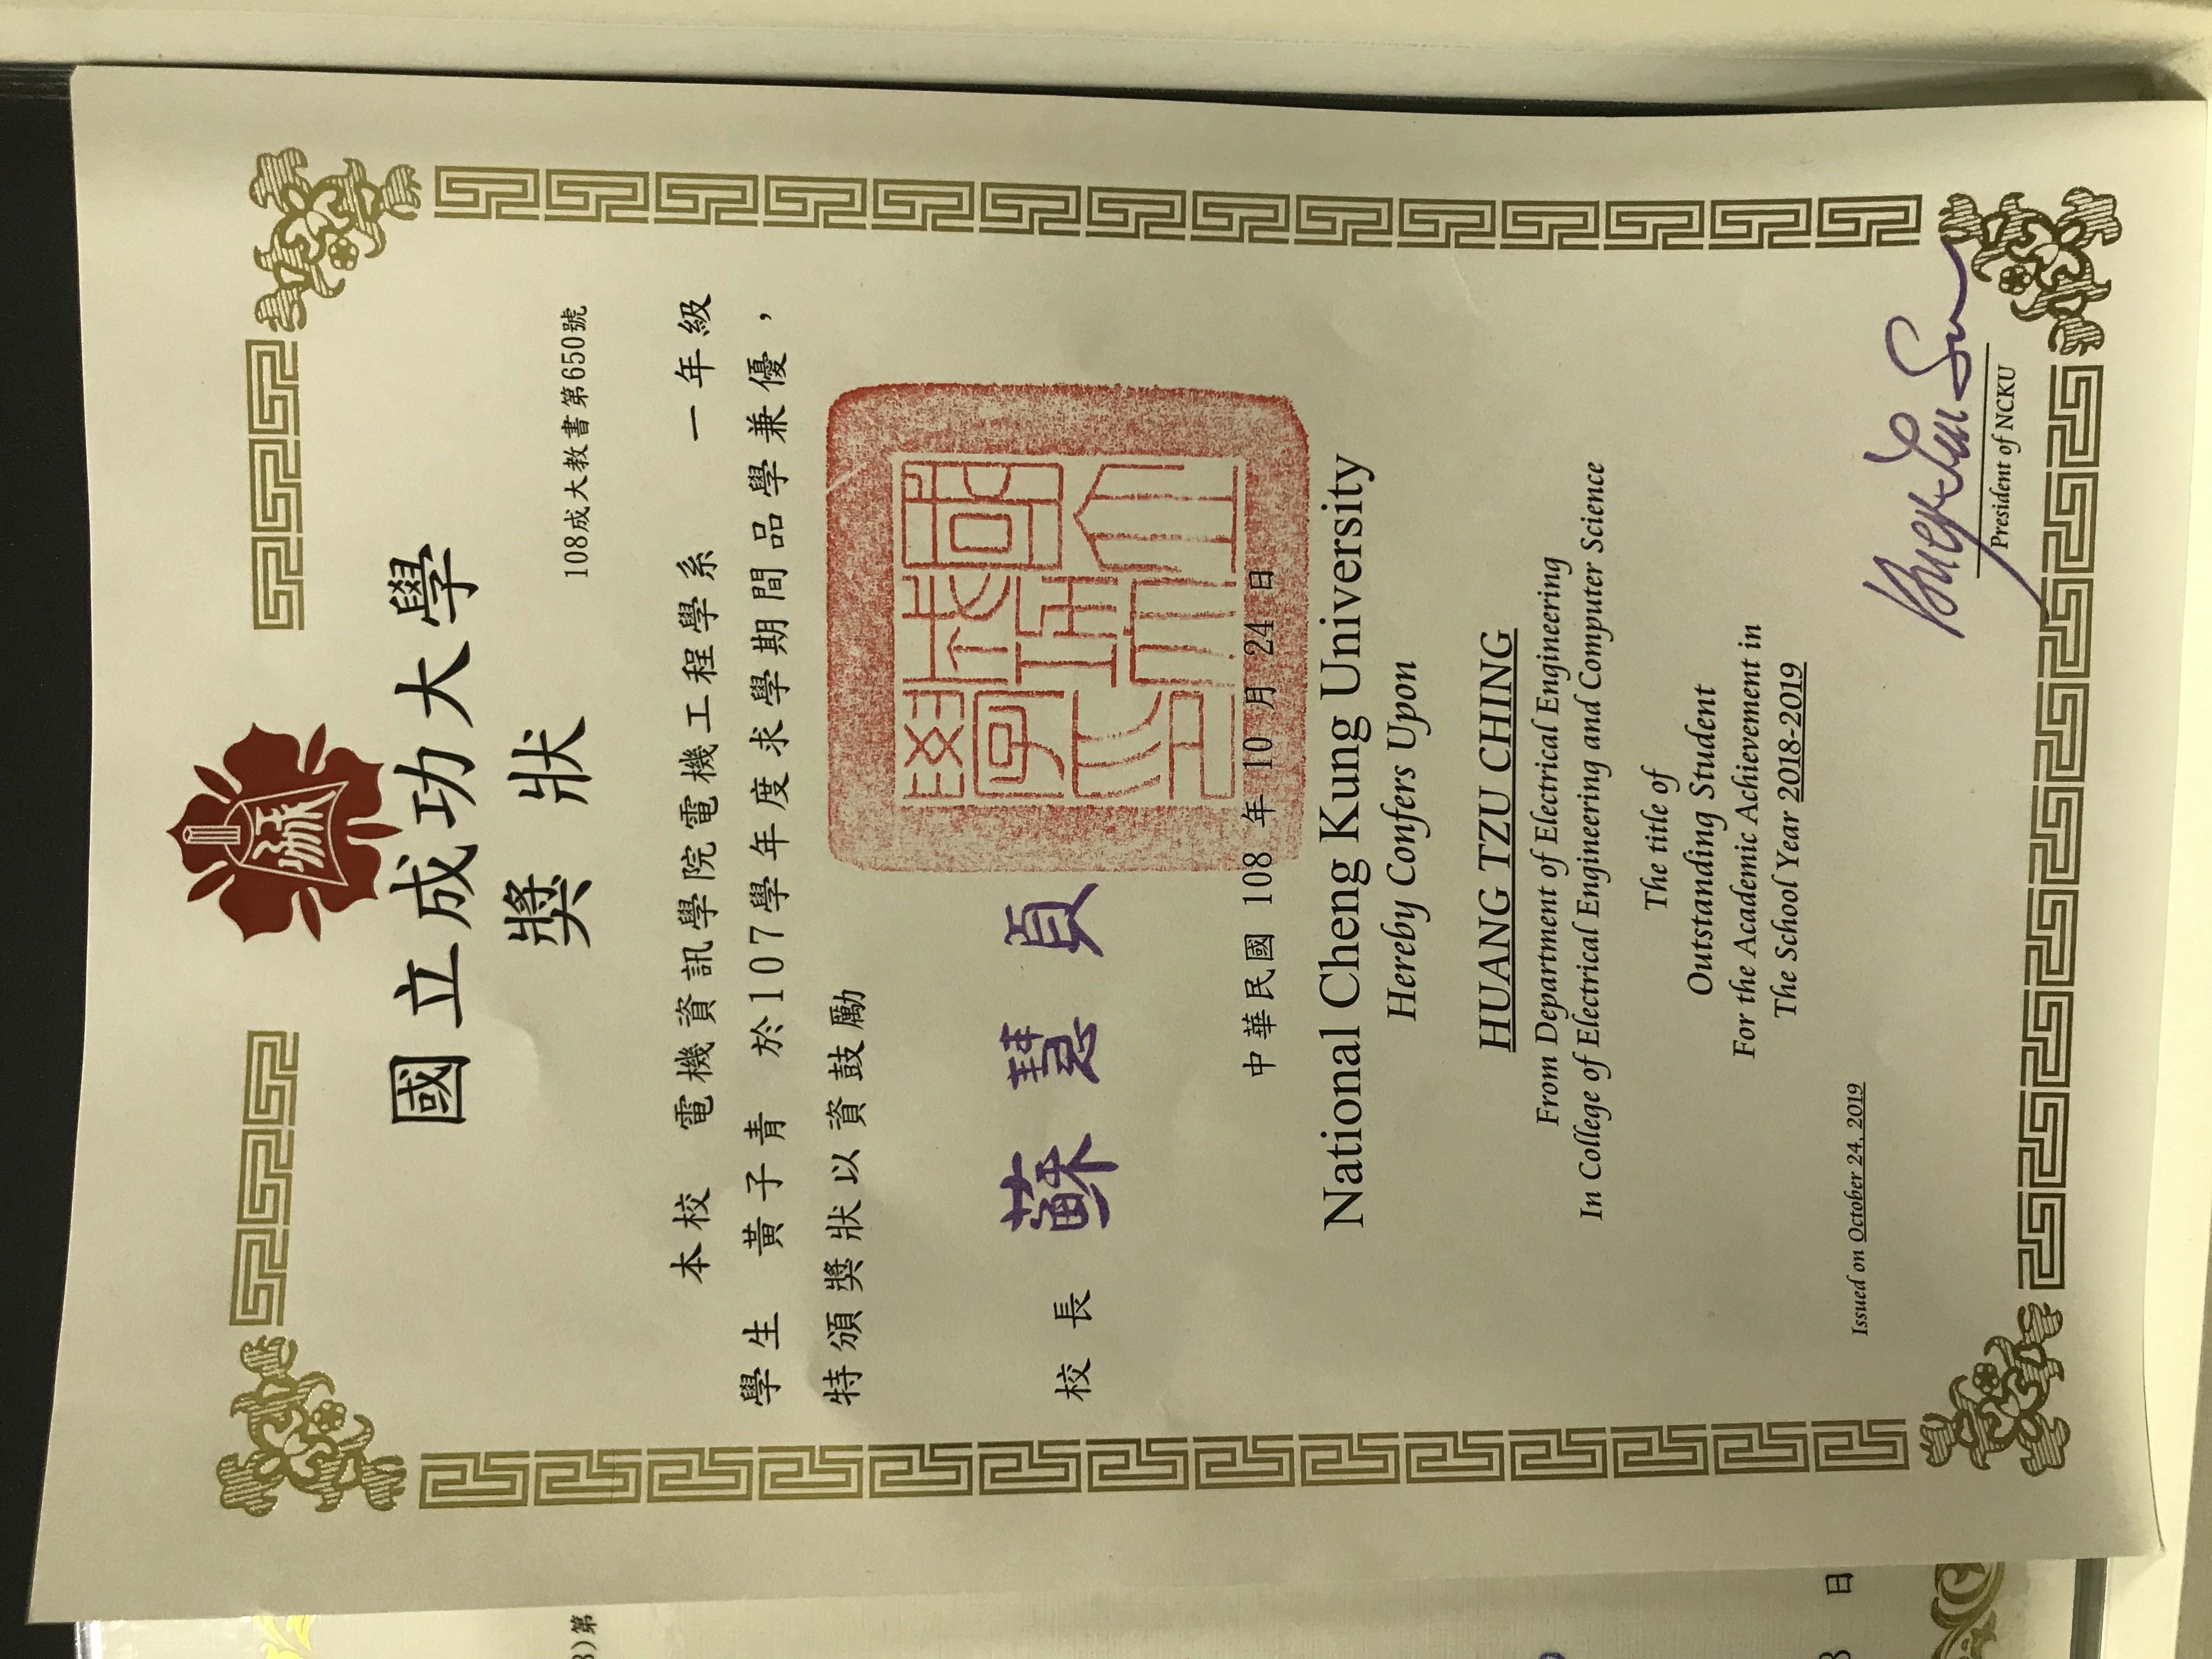 國立成功大學
獎狀
108成大教書第650號
3)第
本校 電機資訊學院電機工程學系 一年級
學生 黃子青 於107學年度求學期間品學兼優，
特頒獎狀以資鼓勵
國立
成功大
學印
校長 蘇慧貞
中華民國 108 年 10 月 24 日
National Cheng Kung University
Hereby Confers Upon
HUANG TZU CHING
From Department of Electrical Engineering
In College of Electrical Engineering and Computer Science
The title of
Outstanding Student
For the Academic Achievement in
The School Year 2018-2019
日
Issued on October 24, 2019
Huey-Jen Su
President of NCKU